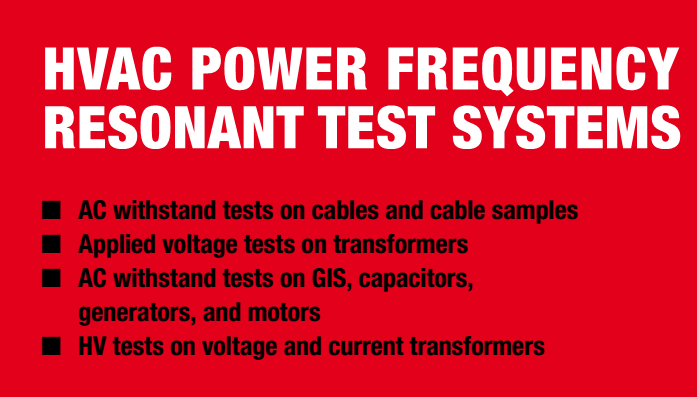 HVAC POWER FREQUENCY
RESONANT TEST SYSTEMS
■ AC withstand tests on cables and cable samples
■ Applied voltage tests on transformers
■ AC withstand tests on GIS, capacitors,
generators, and motors
■ HV tests on voltage and current transformers